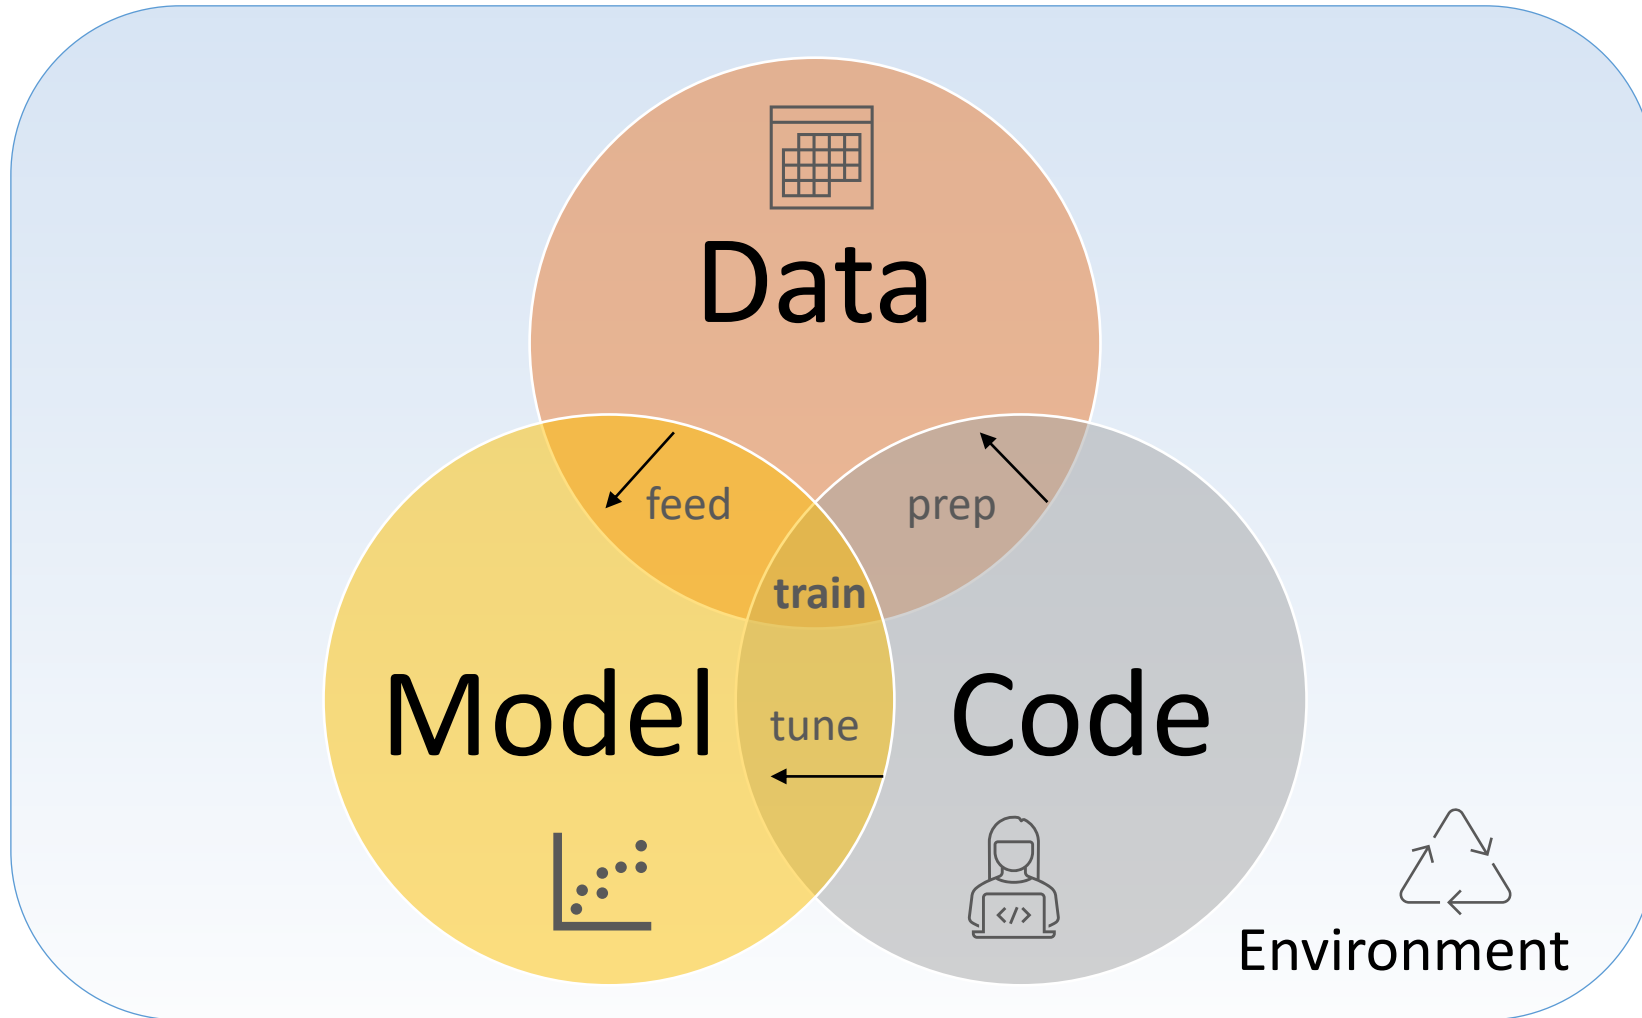 Data
feed
prep
train
Model
Code
tune
</>
Environment